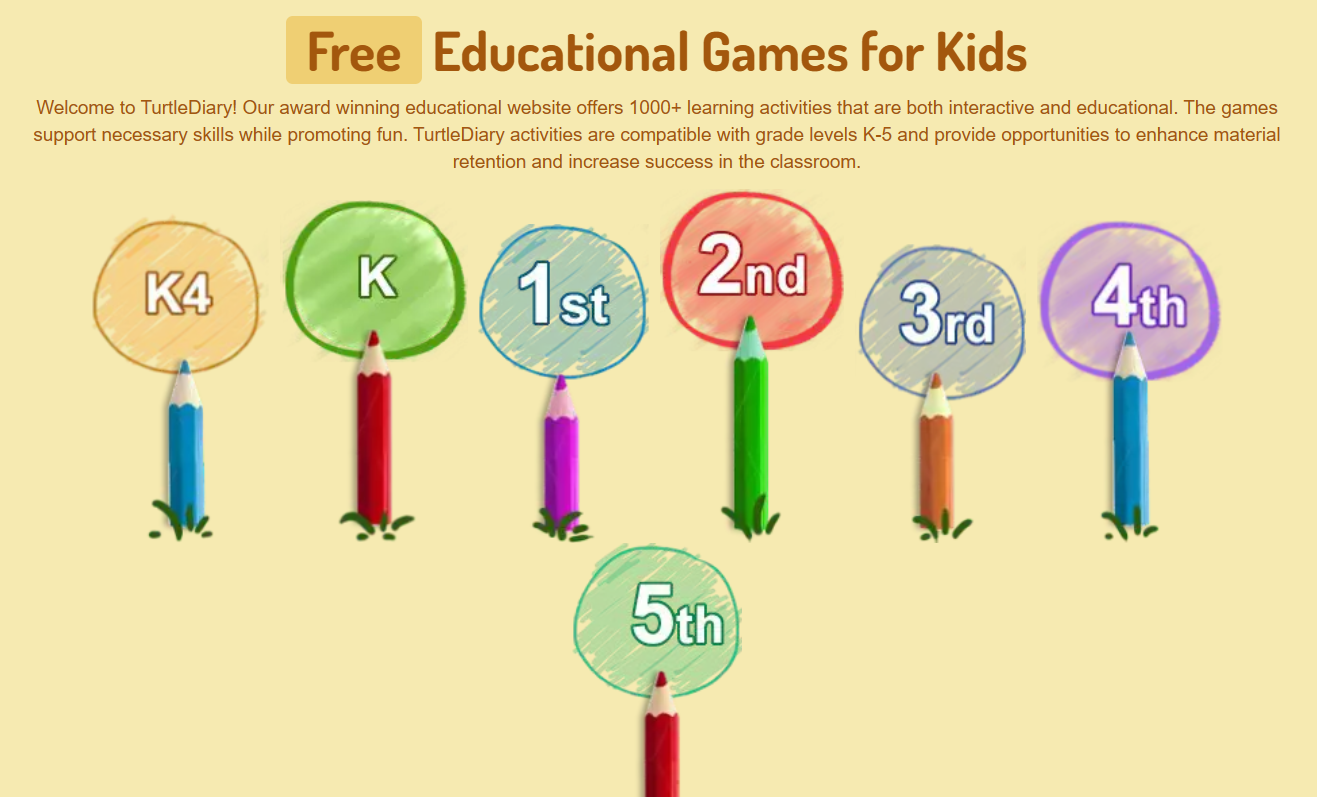 Free Educational Games for Kids
Welcome to TurtleDiary! Our award winning educational website offers 1000+ learning activities that are both interactive and educational. The games
support necessary skills while promoting fun. TurtleDiary activities are compatible with grade levels K-5 and provide opportunities to enhance material
retention and increase success in the classroom.
K4
K
1st
2nd
3rd
4th
5th